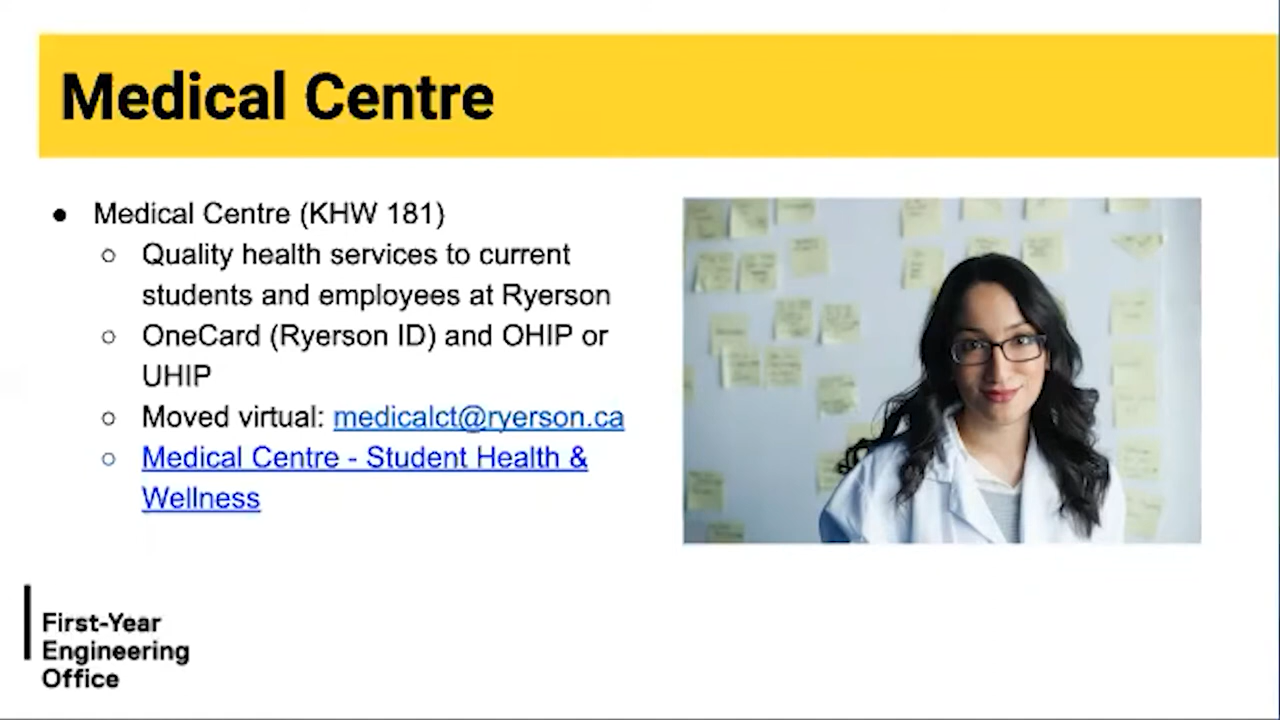 Medical Centre
● Medical Centre (KHW 181)
○ Quality health services to current
students and employees at Ryerson
○ OneCard (Ryerson ID) and OHIP or
UHIP
○ Moved virtual: medicalct@ryerson.ca
○ Medical Centre - Student Health &
Wellness
First-Year
Engineering
Office